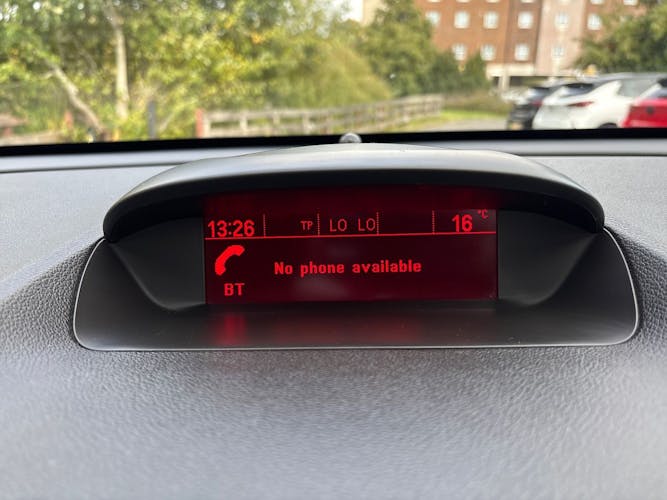 13:26 TP LO LO 16 °C
No phone available
BT